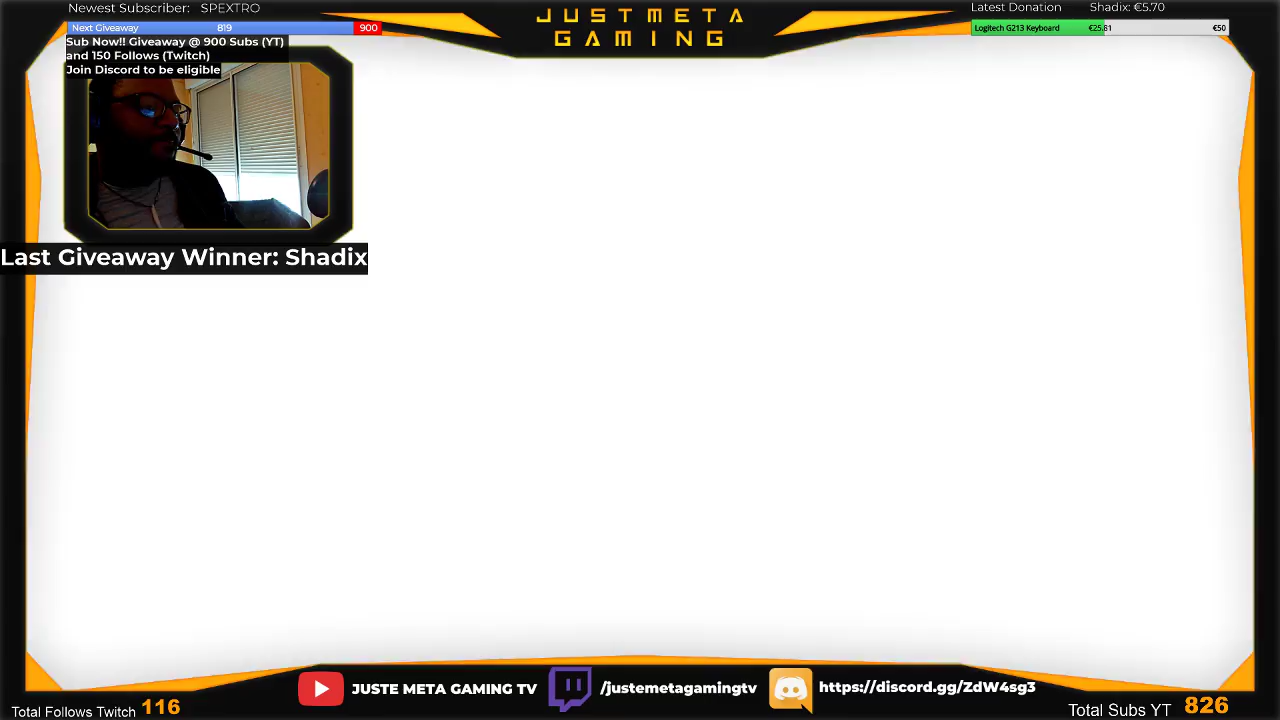 Newest Subscriber: SPEXTRO
Next Giveaway 819 900
Sub Now!! Giveaway @ 900 Subs (YT)
and 150 Follows (Twitch)
Join Discord to be eligible
JUSTMETA
GAMING
Latest Donation Shadix: €5.70
Logitech G213 Keyboard €25.81 €50
Last Giveaway Winner: Shadix
JUSTE META GAMING TV
/justemetagamingtv
https://discord.gg/ZdW4sg3
Total Follows Twitch 116
Total Subs YT 826